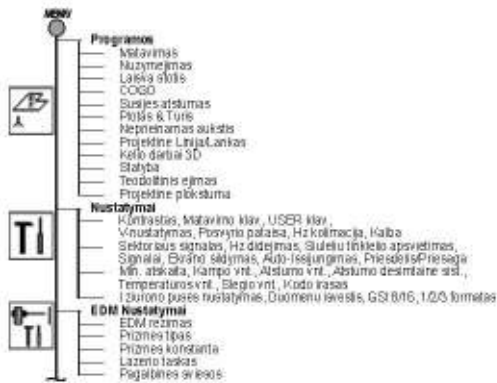 MENU
Programos
Matavimas
Nuzymejimas
Laisva stotis
COGO
Susijes atstumas
Plotas & Turis
Neprieinamas aukstis
Projektine Linija/Lankas
Kelio darbai 3D
Statyba
Teodolitinis ejimas
Projektine plokstuma
Nustatymai
Kontrastas, Matavimo klav., USER klav.,
V-nustatymas, Posvyrio pataisa, Hz kolimacija, Kalba
Sektoriaus signalas, Hz didejimas, Siuleliu tinklelio apsvietimas,
Signalai, Ekrano sildymas, Auto-Issijungimas, Priesdelis/Priesaga
Min. atskaita, Kampo vnt., Atstumo vnt., Atstumo desimtaine sist.,
Temperaturos vnt., Slegio vnt., Kodo irasas
I ziurono puses nustatymas, Duomenu isvestis, GSI 8/16, 1/2/3 formatas
EDM Nustatymai
EDM rezimas
Prizmes tipas
Prizmes konstanta
Lazerio taskas
Pagalbines sviesos